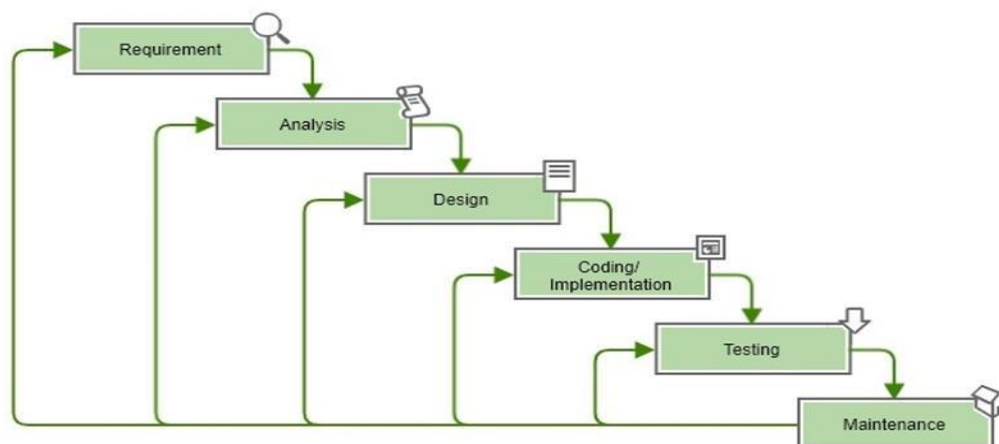 Requirement
Analysis
Design
Coding/
Implementation
Testing
Maintenance